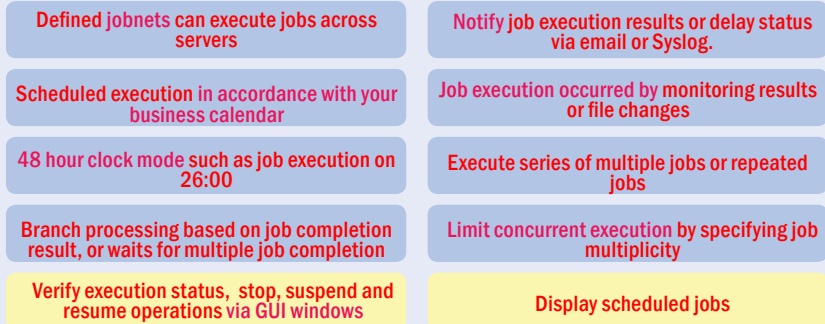 Defined jobnets can execute jobs across
servers
Notify job execution results or delay status
via email or Syslog.
Scheduled execution in accordance with your
business calendar
Job execution occurred by monitoring results
or file changes
48 hour clock mode such as job execution on
26:00
Execute series of multiple jobs or repeated
jobs
Branch processing based on job completion
result, or waits for multiple job completion
Limit concurrent execution by specifying job
multiplicity
Verify execution status, stop, suspend and
resume operations via GUI windows
Display scheduled jobs